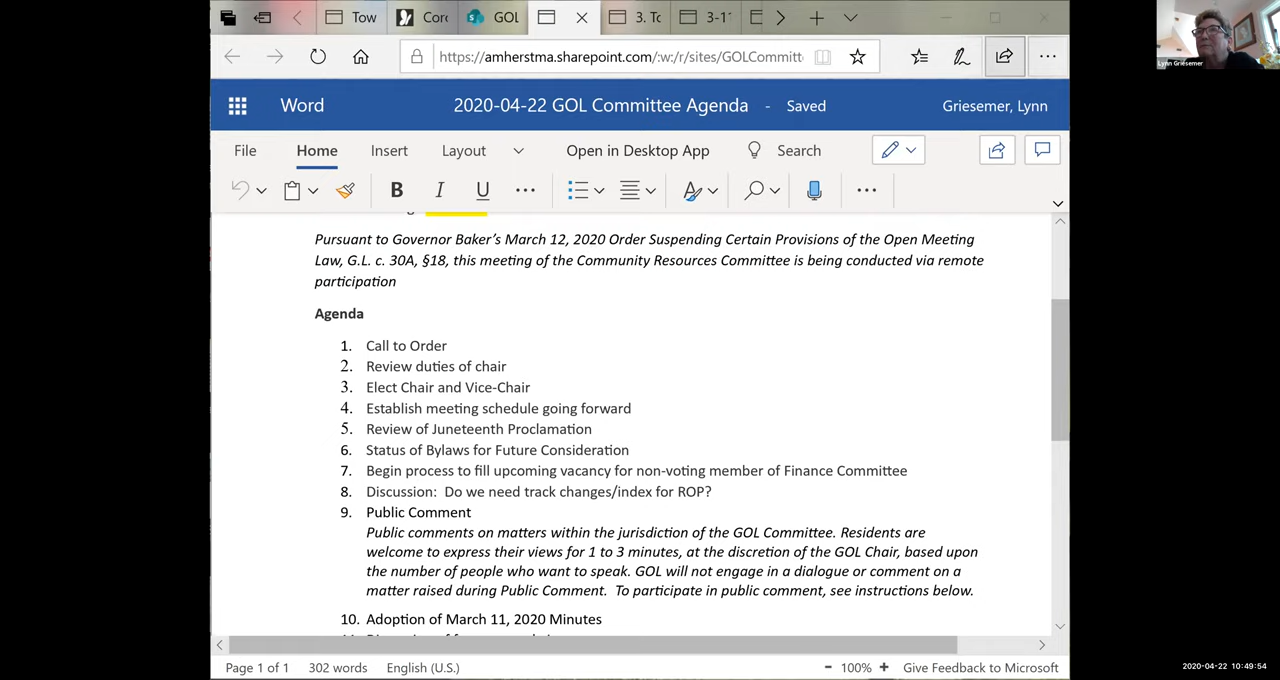 Tow
Cor
GOL
3. To
3-1
https://amherstma.sharepoint.com/:w:/r/sites/GOLCommitt
Lynn Griesemer
Word
2020-04-22 GOL Committee Agenda - Saved
Griesemer, Lynn
File
Home
Insert
Layout
Open in Desktop App
Search
B I U
Pursuant to Governor Baker’s March 12, 2020 Order Suspending Certain Provisions of the Open Meeting
Law, G.L. c. 30A, §18, this meeting of the Community Resources Committee is being conducted via remote
participation
Agenda
1. Call to Order
2. Review duties of chair
3. Elect Chair and Vice-Chair
4. Establish meeting schedule going forward
5. Review of Juneteenth Proclamation
6. Status of Bylaws for Future Consideration
7. Begin process to fill upcoming vacancy for non-voting member of Finance Committee
8. Discussion:  Do we need track changes/index for ROP?
9. Public Comment
Public comments on matters within the jurisdiction of the GOL Committee. Residents are
welcome to express their views for 1 to 3 minutes, at the discretion of the GOL Chair, based upon
the number of people who want to speak. GOL will not engage in a dialogue or comment on a
matter raised during Public Comment.  To participate in public comment, see instructions below.
10. Adoption of March 11, 2020 Minutes
Page 1 of 1
302 words
English (U.S.)
- 100% +
Give Feedback to Microsoft
2020-04-22 10:49:54